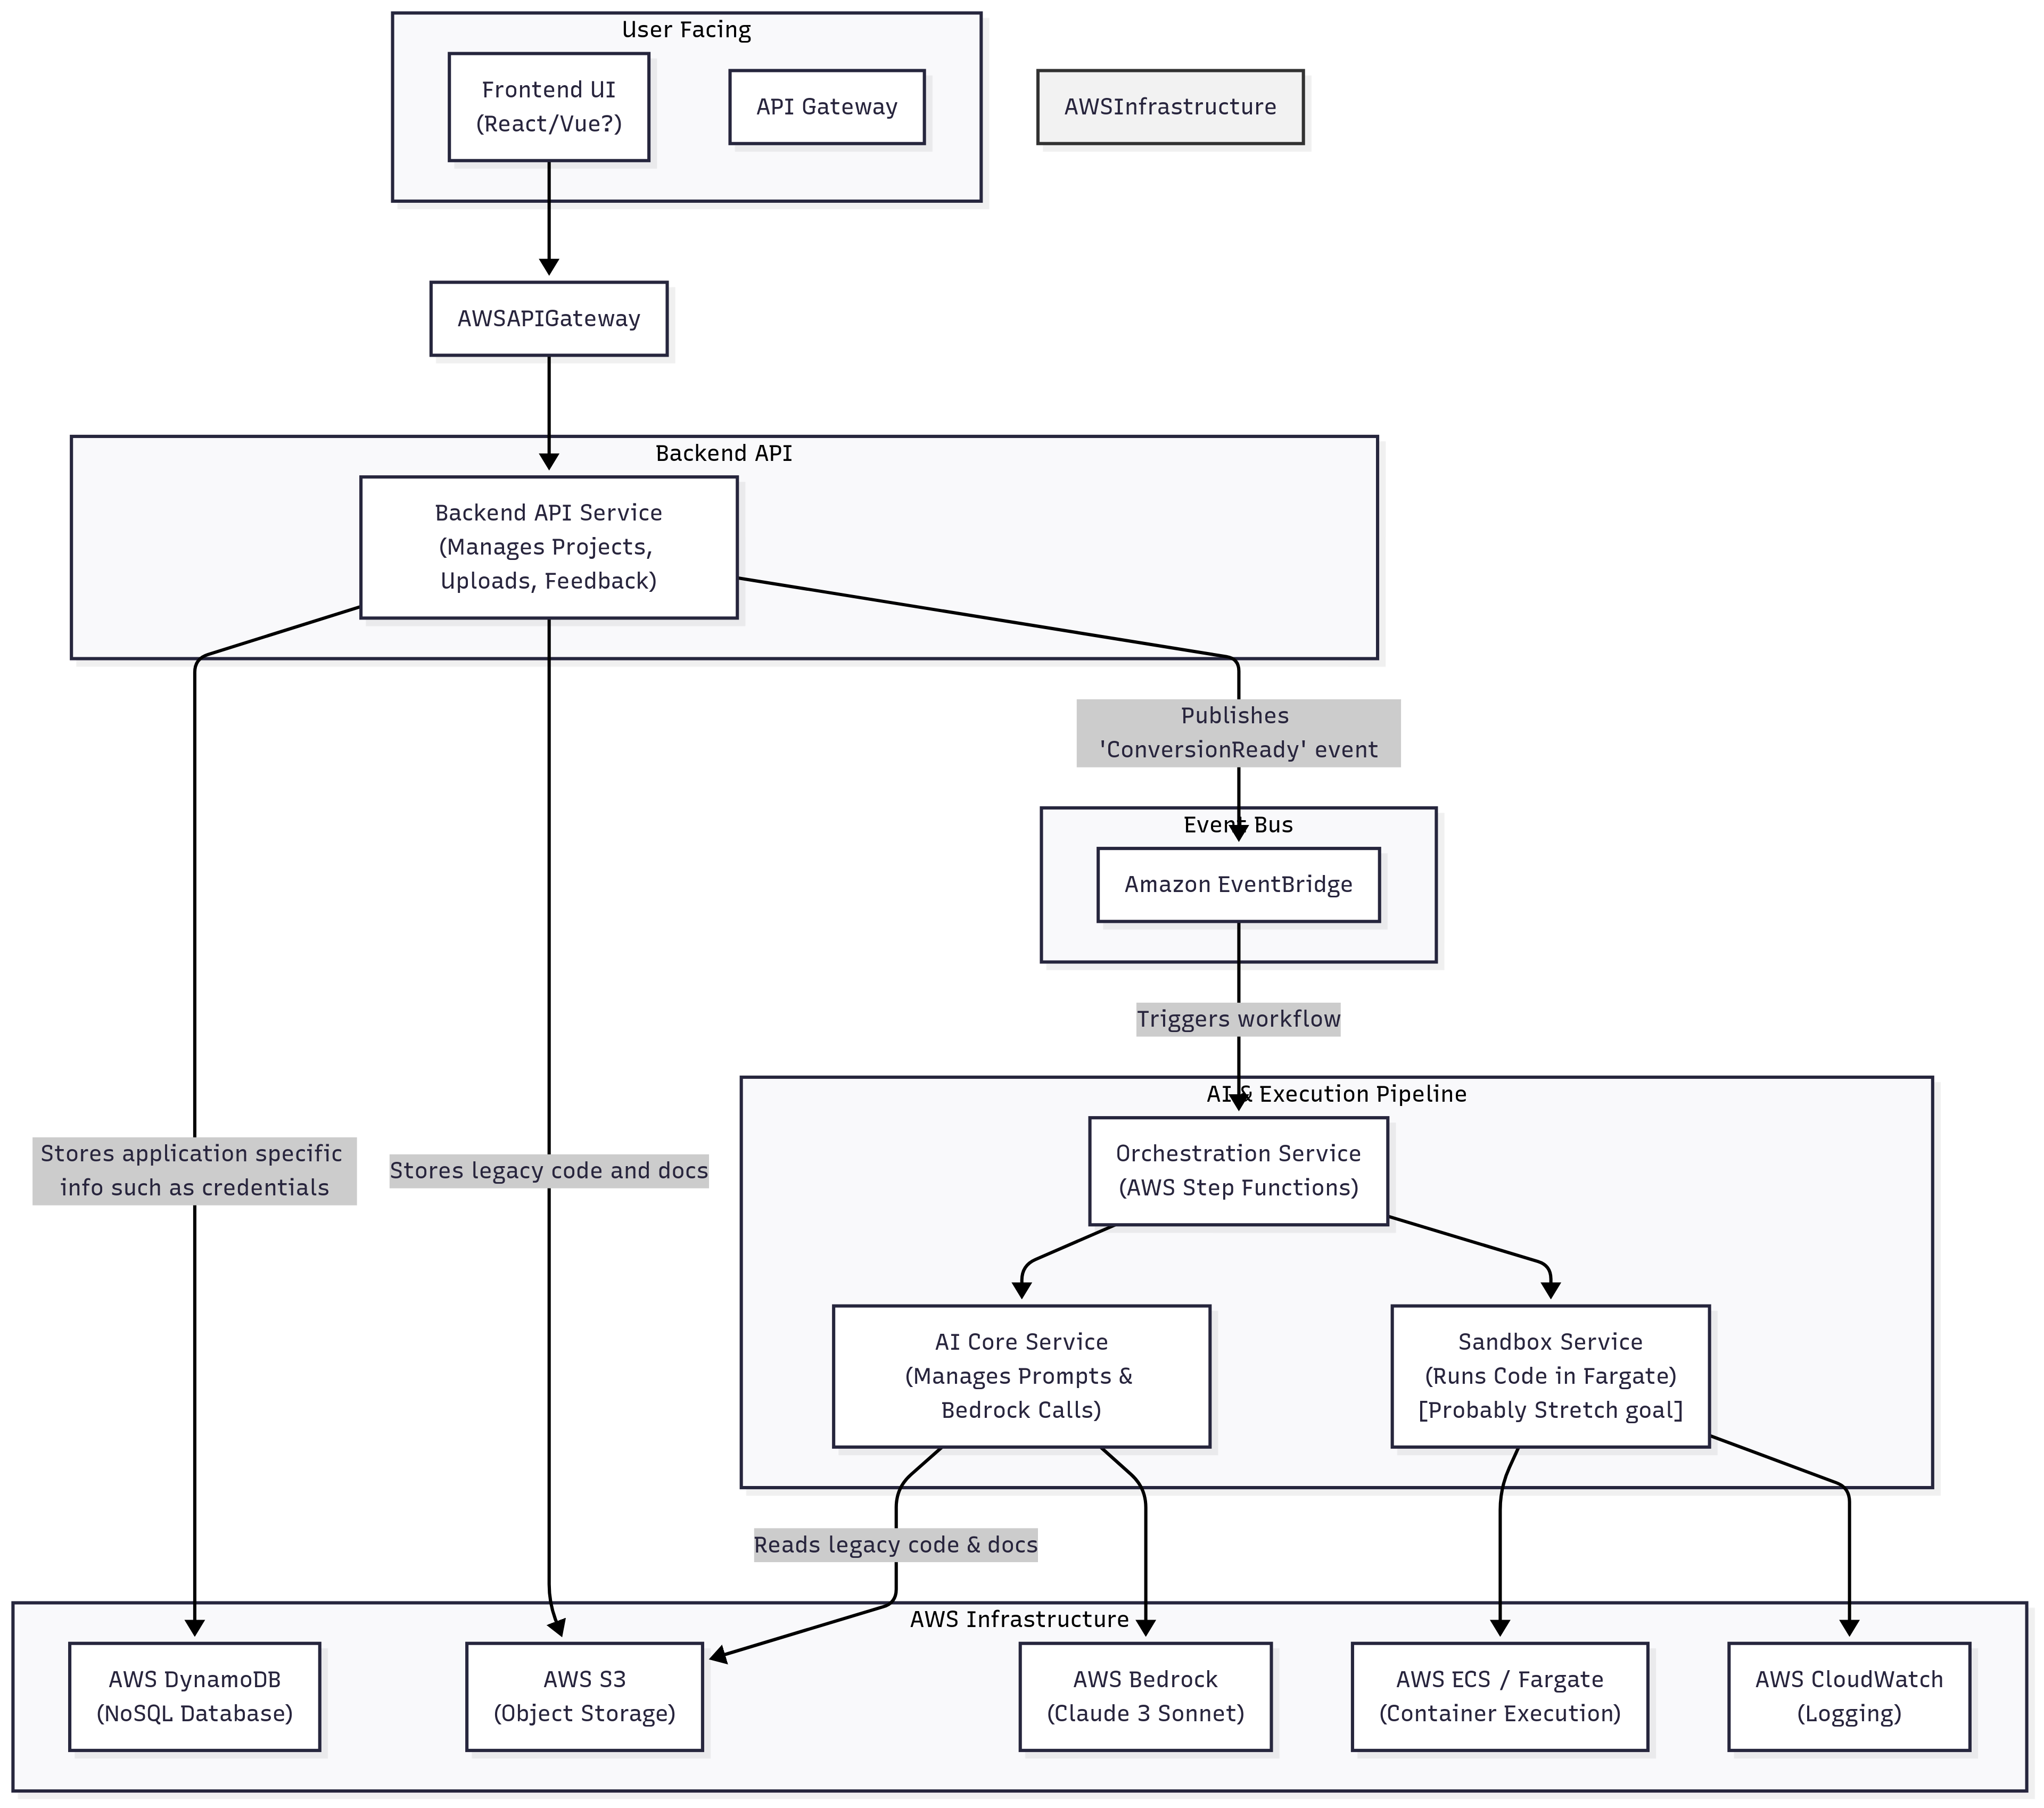 User Facing
Frontend UI
(React/Vue?)
API Gateway
AWSInfrastructure
AWSAPIGateway
Backend API
Backend API Service
(Manages Projects,
Uploads, Feedback)
Publishes
'ConversionReady' event
Event Bus
Amazon EventBridge
Triggers workflow
AI & Execution Pipeline
Orchestration Service
(AWS Step Functions)
Stores application specific
info such as credentials
Stores legacy code and docs
AI Core Service
(Manages Prompts &
Bedrock Calls)
Sandbox Service
(Runs Code in Fargate)
[Probably Stretch goal]
Reads legacy code & docs
AWS Infrastructure
AWS DynamoDB
(NoSQL Database)
AWS S3
(Object Storage)
AWS Bedrock
(Claude 3 Sonnet)
AWS ECS / Fargate
(Container Execution)
AWS CloudWatch
(Logging)